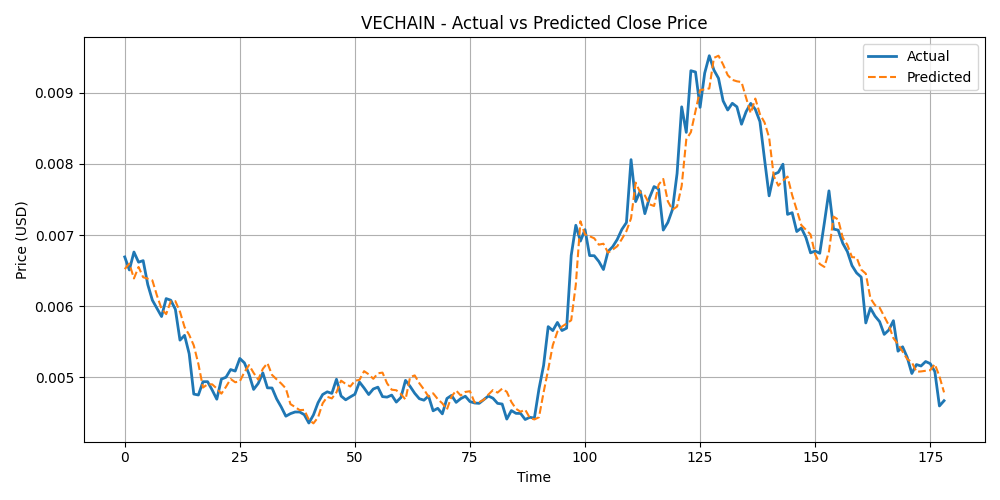 VECHAIN - Actual vs Predicted Close Price
Actual
Predicted
Price (USD)
0.009
0.008
0.007
0.006
0.005
0 25 50 75 100 125 150 175
Time